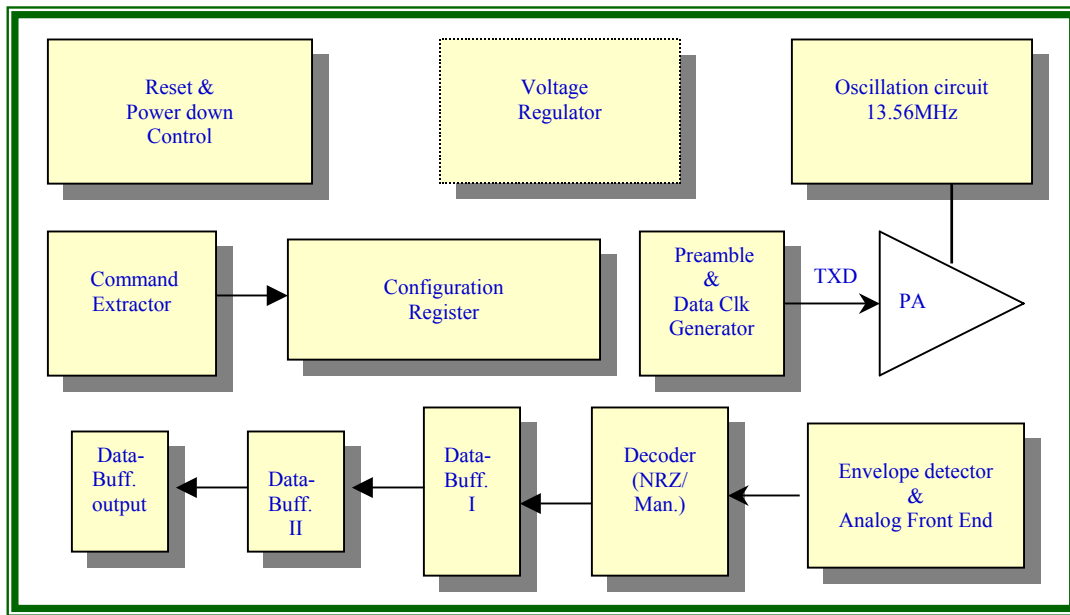 Reset &
Power down
Control
Voltage
Regulator
Oscillation circuit
13.56MHz
Command
Extractor
Configuration
Register
Preamble
&
Data Clk
Generator
TXD
PA
Data-
Buff.
output
Data-
Buff.
II
Data-
Buff.
I
Decoder
(NRZ/
Man.)
Envelope detector
&
Analog Front End